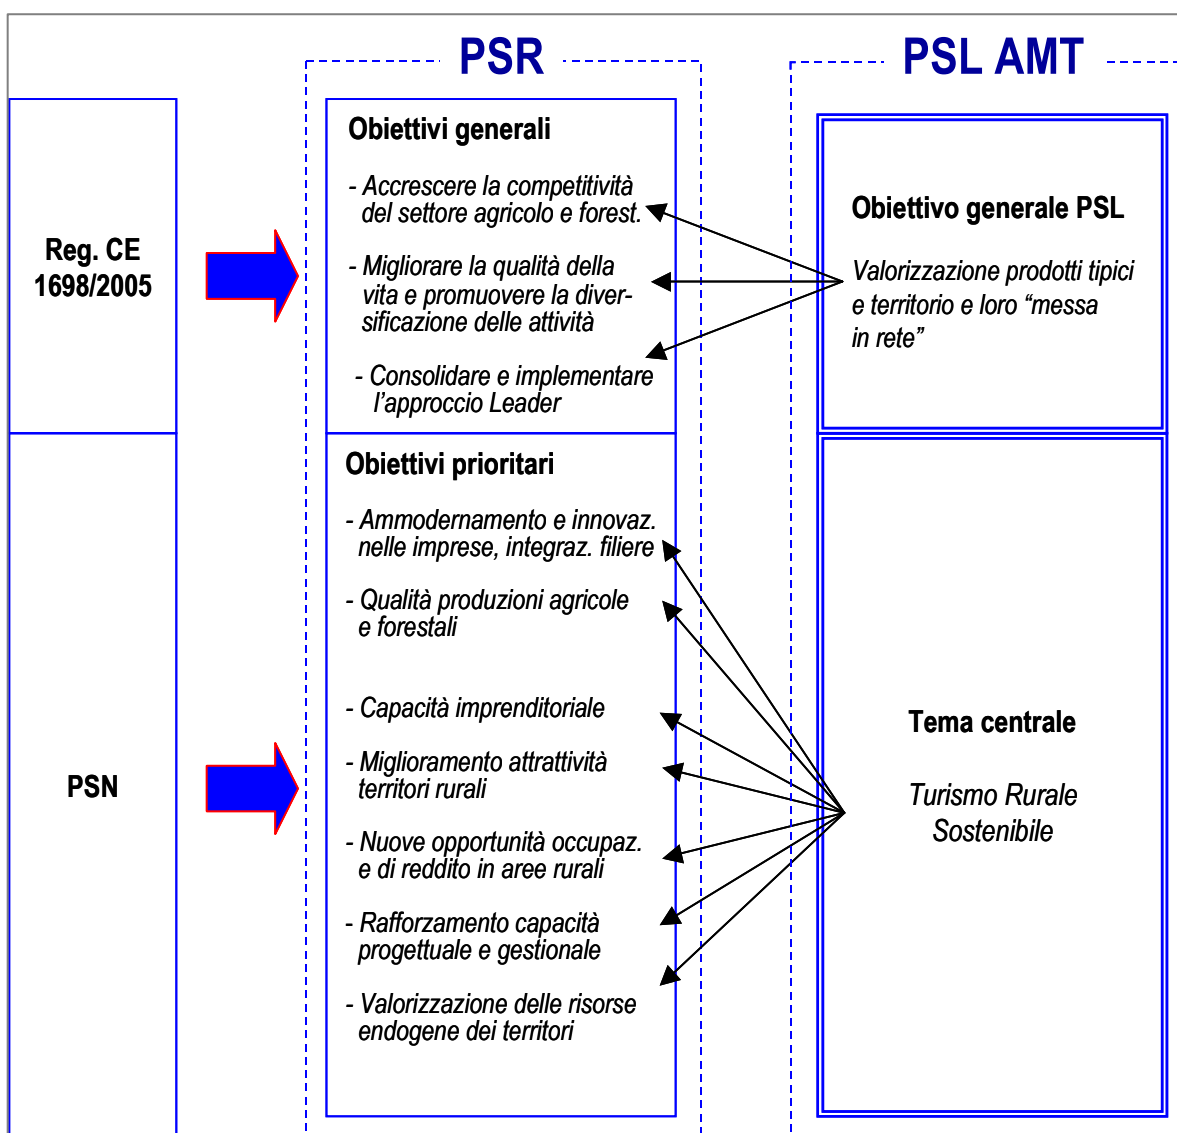 PSR
PSL AMT
Reg. CE
1698/2005
Obiettivi generali
- Accrescere la competitività
del settore agricolo e forest.
- Migliorare la qualità della
vita e promuovere la diver-
sificazione delle attività
- Consolidare e implementare
l’approccio Leader
Obiettivo generale PSL
Valorizzazione prodotti tipici
e territorio e loro “messa
in rete”
PSN
Obiettivi prioritari
- Ammodernamento e innovaz.
nelle imprese, integraz. filiere
- Qualità produzioni agricole
e forestali
- Capacità imprenditoriale
- Miglioramento attrattività
territori rurali
- Nuove opportunità occupaz.
e di reddito in aree rurali
- Rafforzamento capacità
progettuale e gestionale
- Valorizzazione delle risorse
endogene dei territori
Tema centrale
Turismo Rurale
Sostenibile